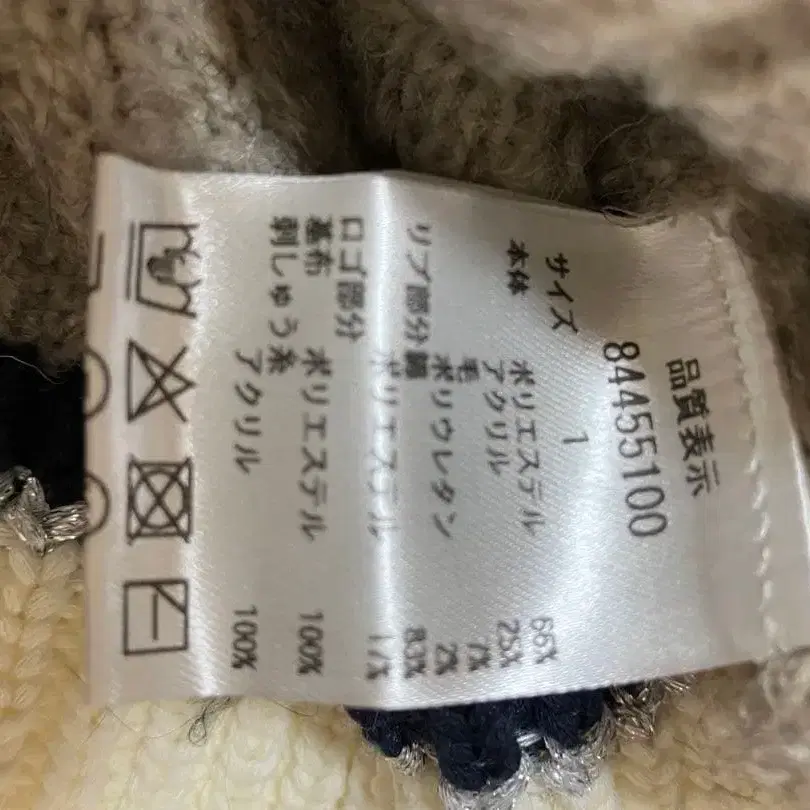 品質表示
84455100
サイズ 1
本体 ポリエステル 66%
アクリル 25%
毛 7%
ポリウレタン 2%
リブ部分 綿 83%
ポリエステル 17%
ロゴ部分
基布 ポリエステル 100%
刺しゅう糸 アクリル 100%